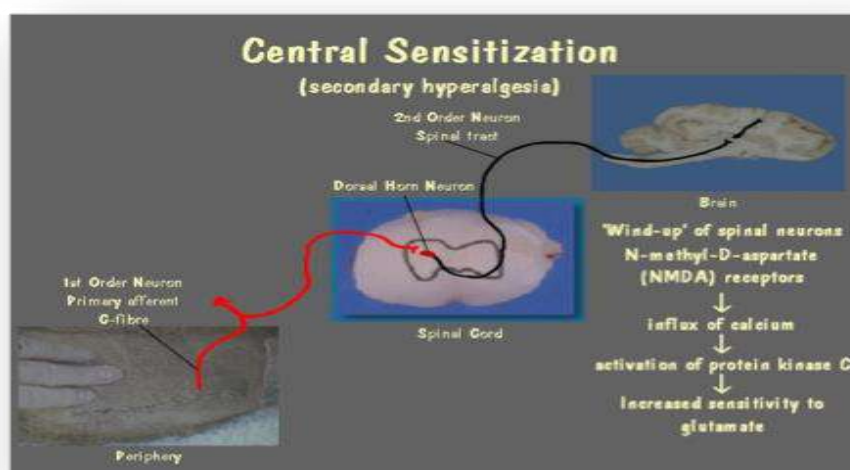 Central Sensitization
(secondary hyperalgesia)
2nd Order Neuron
Spinal tract
Dorsal Horn Neuron
Brain
1st Order Neuron
Primary afferent
C-fibre
Spinal Cord
Periphery
'Wind-up' of spinal neurons
N-methyl-D-aspartate
(NMDA) receptors
↓
influx of calcium
↓
activation of protein kinase C
↓
Increased sensitivity to
glutamate